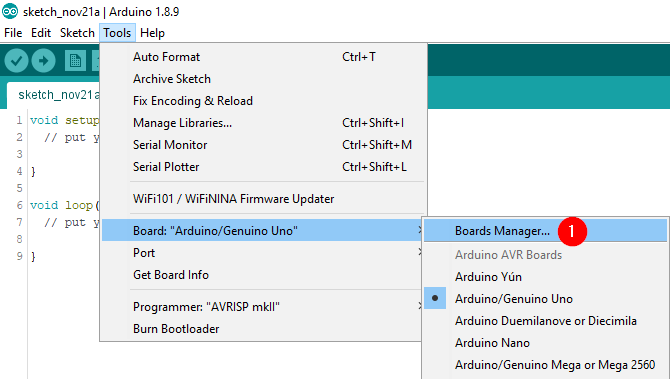 sketch_nov21a | Arduino 1.8.9
File Edit Sketch Tools Help
sketch_nov21a
Auto Format Ctrl+T
Archive Sketch
Fix Encoding & Reload
Manage Libraries... Ctrl+Shift+I
Serial Monitor Ctrl+Shift+M
Serial Plotter Ctrl+Shift+L
WiFi101 / WiFiNINA Firmware Updater
Board: "Arduino/Genuino Uno"
Port
Get Board Info
Programmer: "AVRISP mkII"
Burn Bootloader
1 void setup
2 // put y
3
4 }
5
6 void loop(
7 // put y
8
9 }
Boards Manager... 1
Arduino AVR Boards
Arduino Yún
Arduino/Genuino Uno
Arduino Duemilanove or Diecimila
Arduino Nano
Arduino/Genuino Mega or Mega 2560